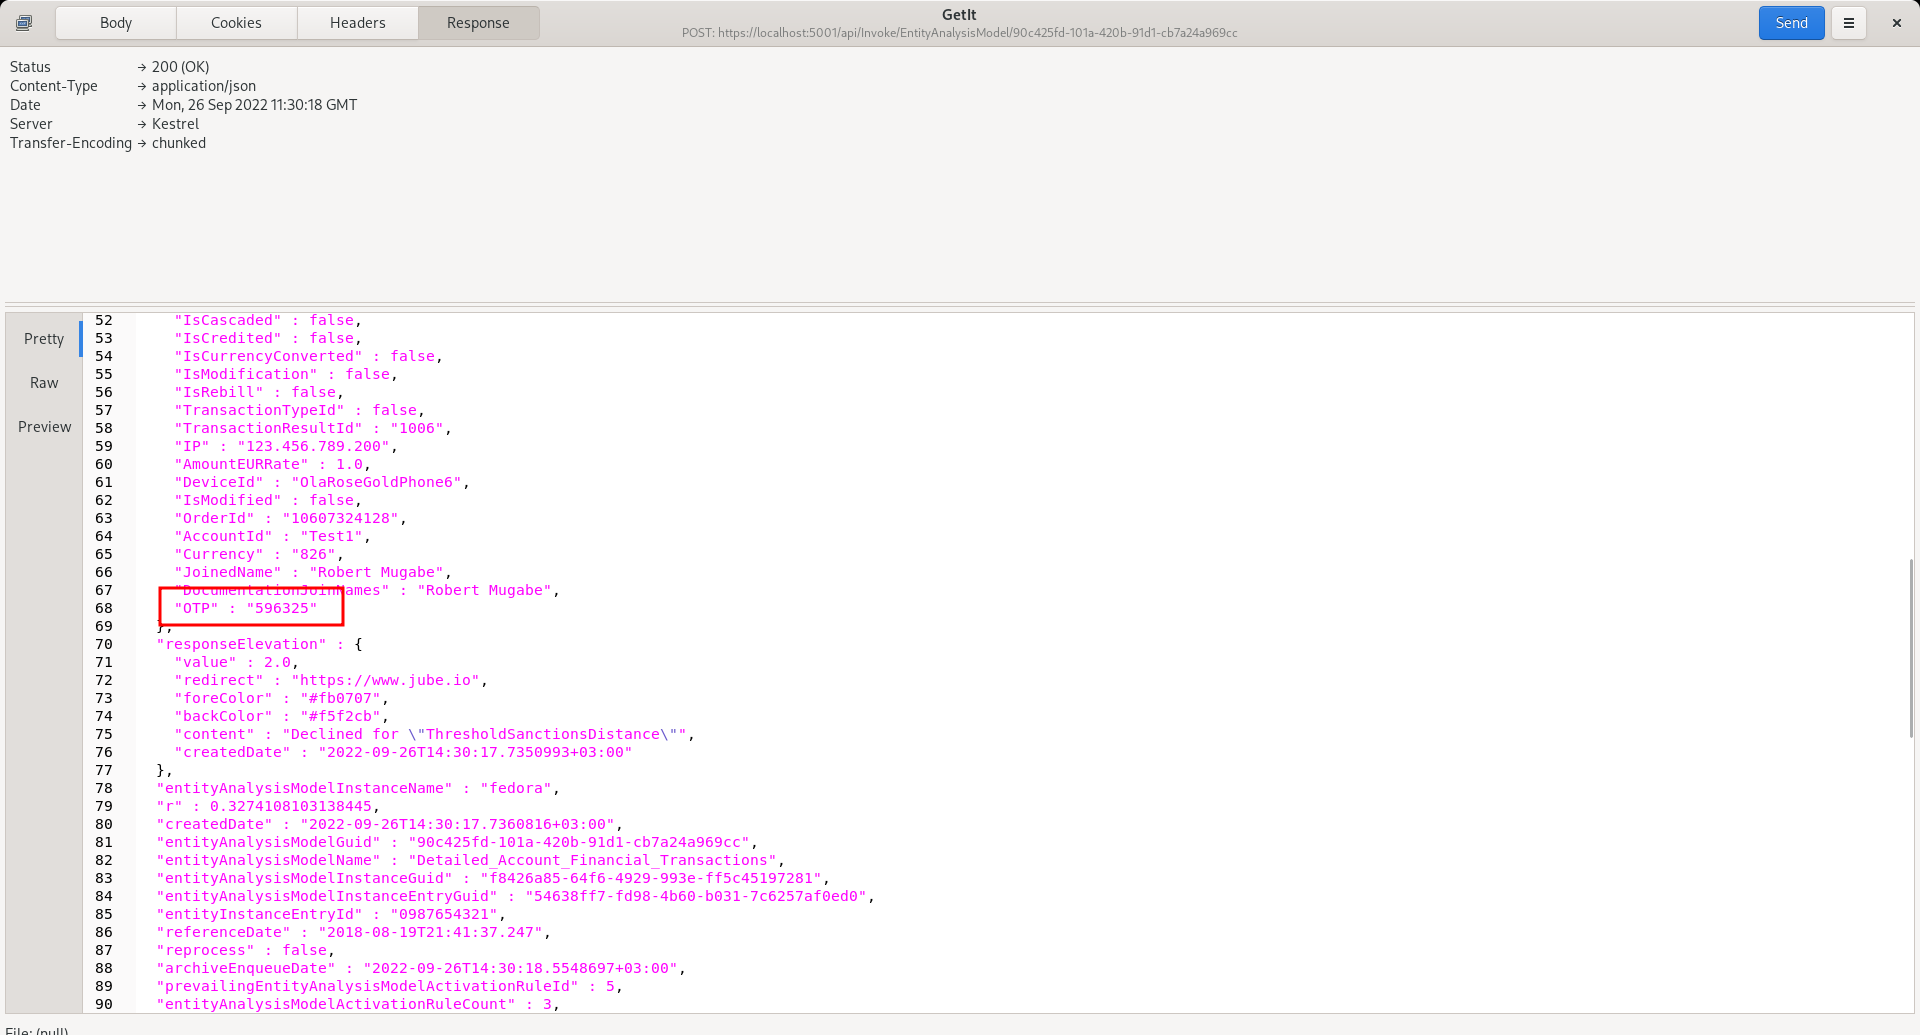 Body Cookies Headers Response GetIt Send
POST: https://localhost:5001/api/Invoke/EntityAnalysisModel/90c425fd-101a-420b-91d1-cb7a24a969cc
Status → 200 (OK)
Content-Type → application/json
Date → Mon, 26 Sep 2022 11:30:18 GMT
Server → Kestrel
Transfer-Encoding → chunked
Pretty
Raw
Preview
52 "IsCascaded" : false,
53 "IsCredited" : false,
54 "IsCurrencyConverted" : false,
55 "IsModification" : false,
56 "IsRebill" : false,
57 "TransactionTypeId" : false,
58 "TransactionResultId" : "1006",
59 "IP" : "123.456.789.200",
60 "AmountEURRate" : 1.0,
61 "DeviceId" : "OlaRoseGoldPhone6",
62 "IsModified" : false,
63 "OrderId" : "10607324128",
64 "AccountId" : "Test1",
65 "Currency" : "826",
66 "JoinedName" : "Robert Mugabe",
67 "DocumentationJoinNames" : "Robert Mugabe",
68 "OTP" : "596325"
69 },
70 "responseElevation" : {
71 "value" : 2.0,
72 "redirect" : "https://www.jube.io",
73 "foreColor" : "#fb0707",
74 "backColor" : "#f5f2cb",
75 "content" : "Declined for \"ThresholdSanctionsDistance\"",
76 "createdDate" : "2022-09-26T14:30:17.7350993+03:00"
77 },
78 "entityAnalysisModelInstanceName" : "fedora",
79 "r" : 0.3274108103138445,
80 "createdDate" : "2022-09-26T14:30:17.7360816+03:00",
81 "entityAnalysisModelGuid" : "90c425fd-101a-420b-91d1-cb7a24a969cc",
82 "entityAnalysisModelName" : "Detailed_Account_Financial_Transactions",
83 "entityAnalysisModelInstanceGuid" : "f8426a85-64f6-4929-993e-ff5c45197281",
84 "entityAnalysisModelInstanceEntryGuid" : "54638ff7-fd98-4b60-b031-7c6257af0ed0",
85 "entityInstanceEntryId" : "0987654321",
86 "referenceDate" : "2018-08-19T21:41:37.247",
87 "reprocess" : false,
88 "archiveEnqueueDate" : "2022-09-26T14:30:18.5548697+03:00",
89 "prevailingEntityAnalysisModelActivationRuleId" : 5,
90 "entityAnalysisModelActivationRuleCount" : 3,
File: (null)